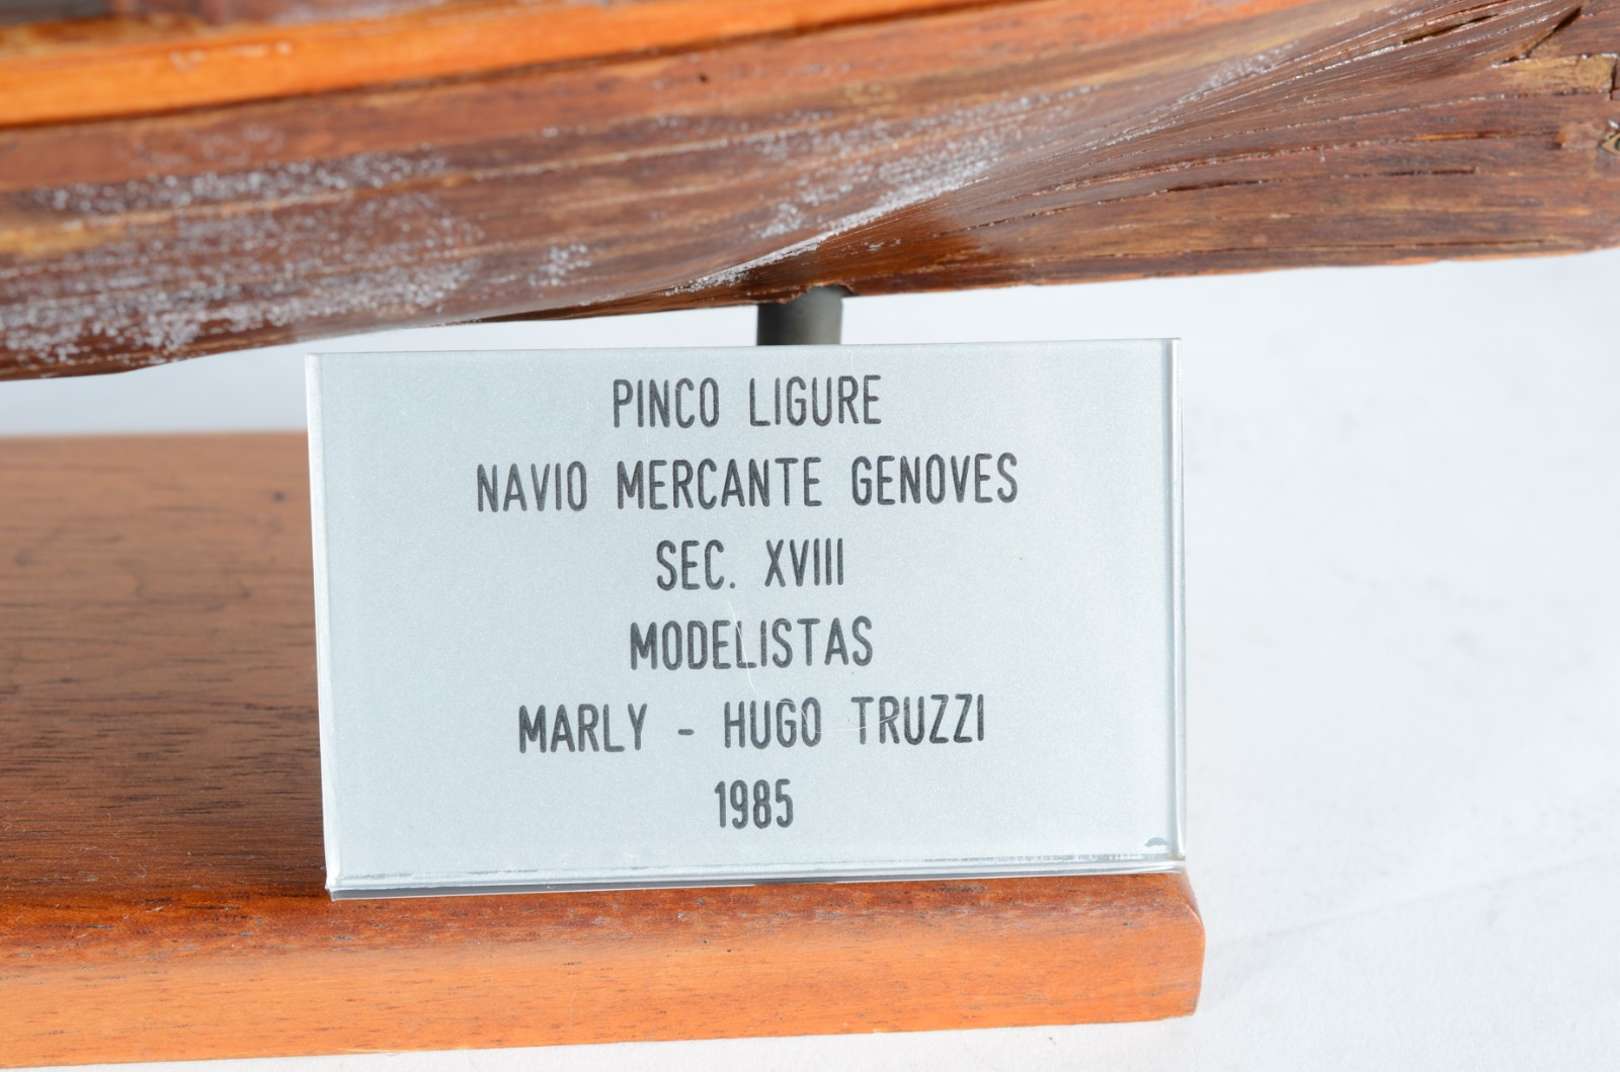 PINCO LIGURE
NAVIO MERCANTE GENOVES
SEC. XVIII
MODELISTAS
MARLY - HUGO TRUZZI
1985